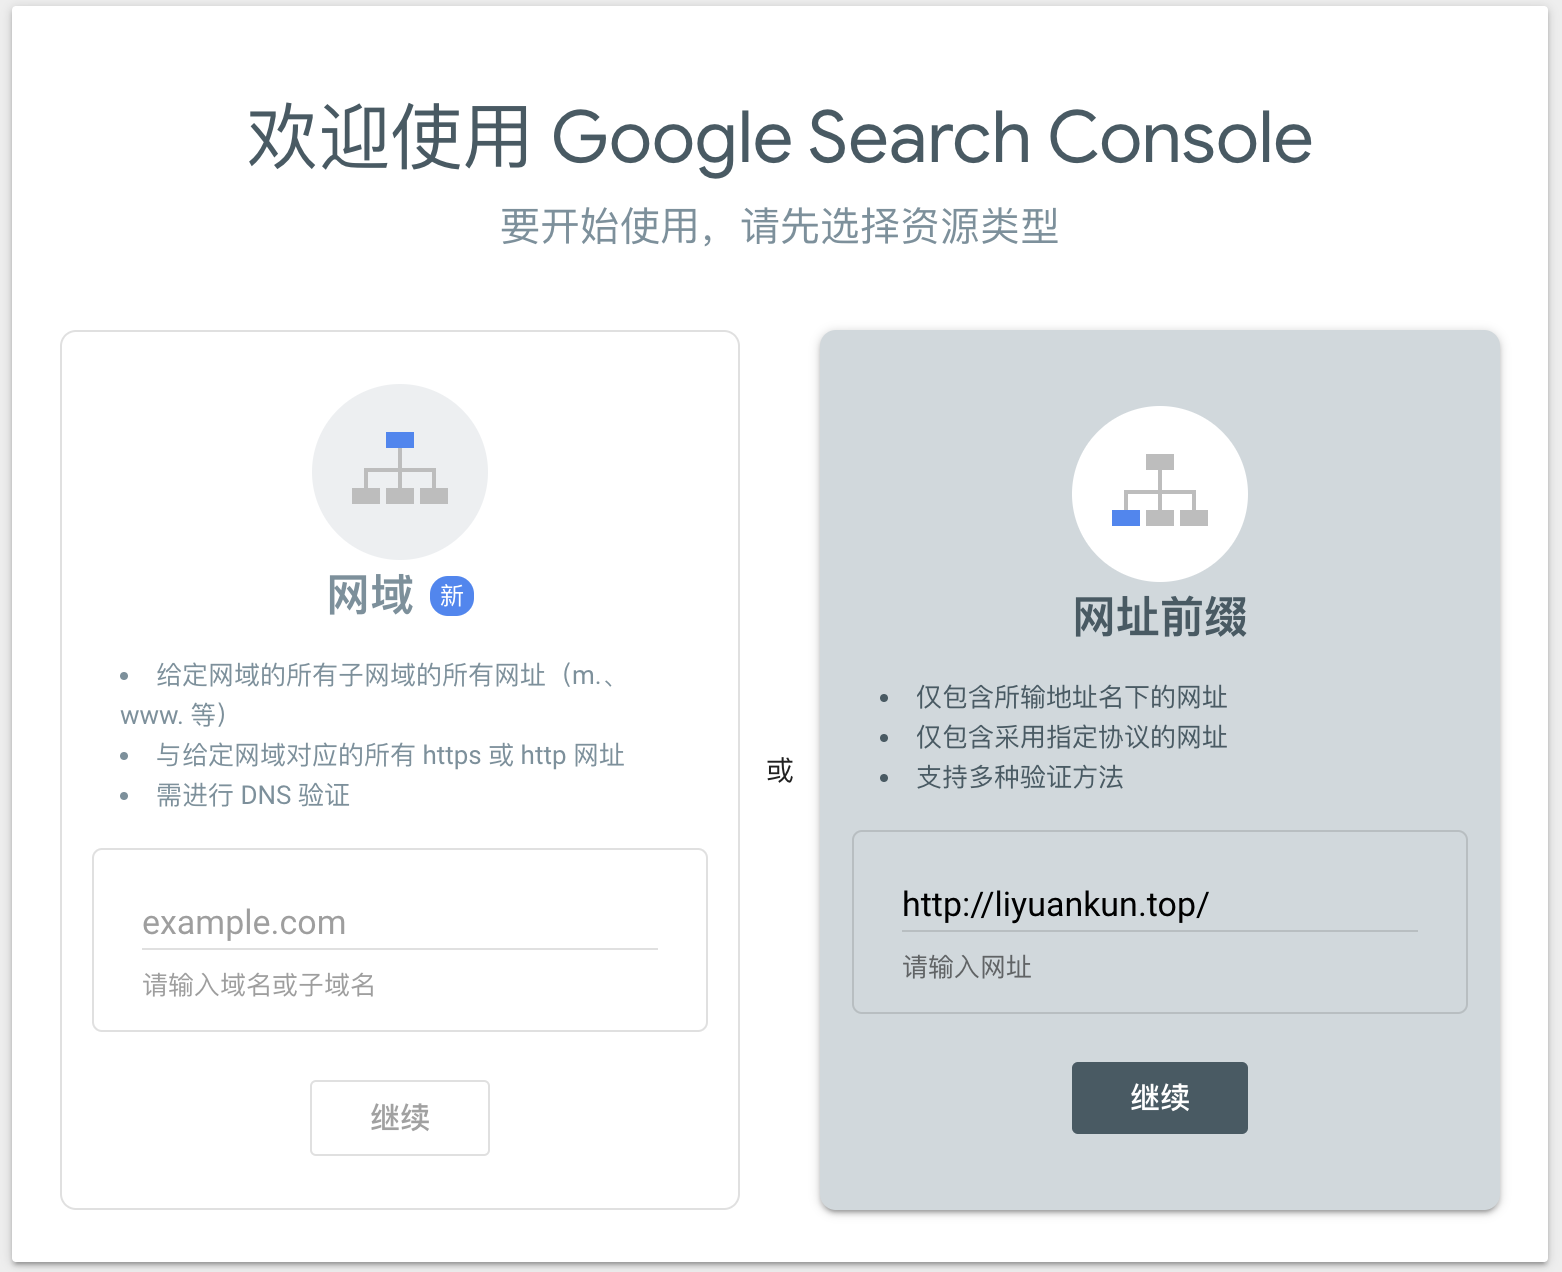 欢迎使用 Google Search Console
要开始使用，请先选择资源类型
网域 新
• 给定网域的所有子网域的所有网址（m.、
www. 等）
• 与给定网域对应的所有 https 或 http 网址
• 需进行 DNS 验证
example.com
请输入域名或子域名
继续
或
网址前缀
• 仅包含所输地址名下的网址
• 仅包含采用指定协议的网址
• 支持多种验证方法
http://liyuankun.top/
请输入网址
继续